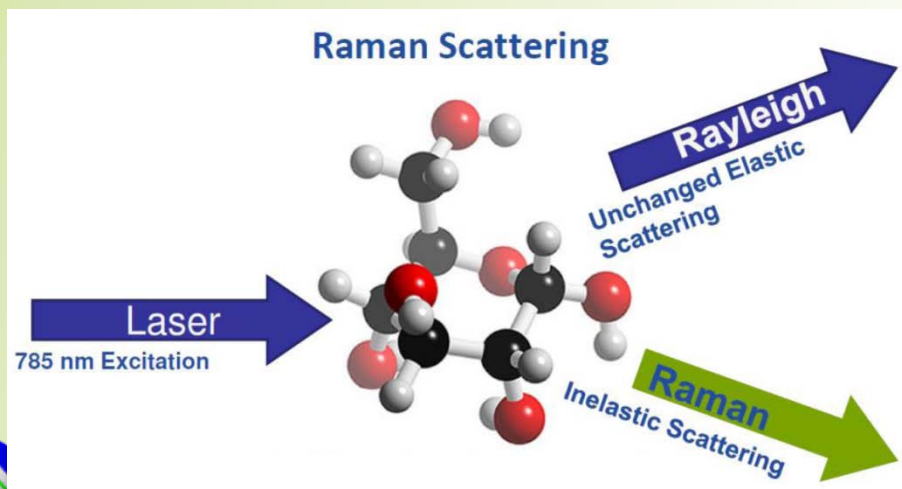 Raman Scattering
Rayleigh
Unchanged Elastic
Scattering
Laser
785 nm Excitation
Raman
Inelastic Scattering